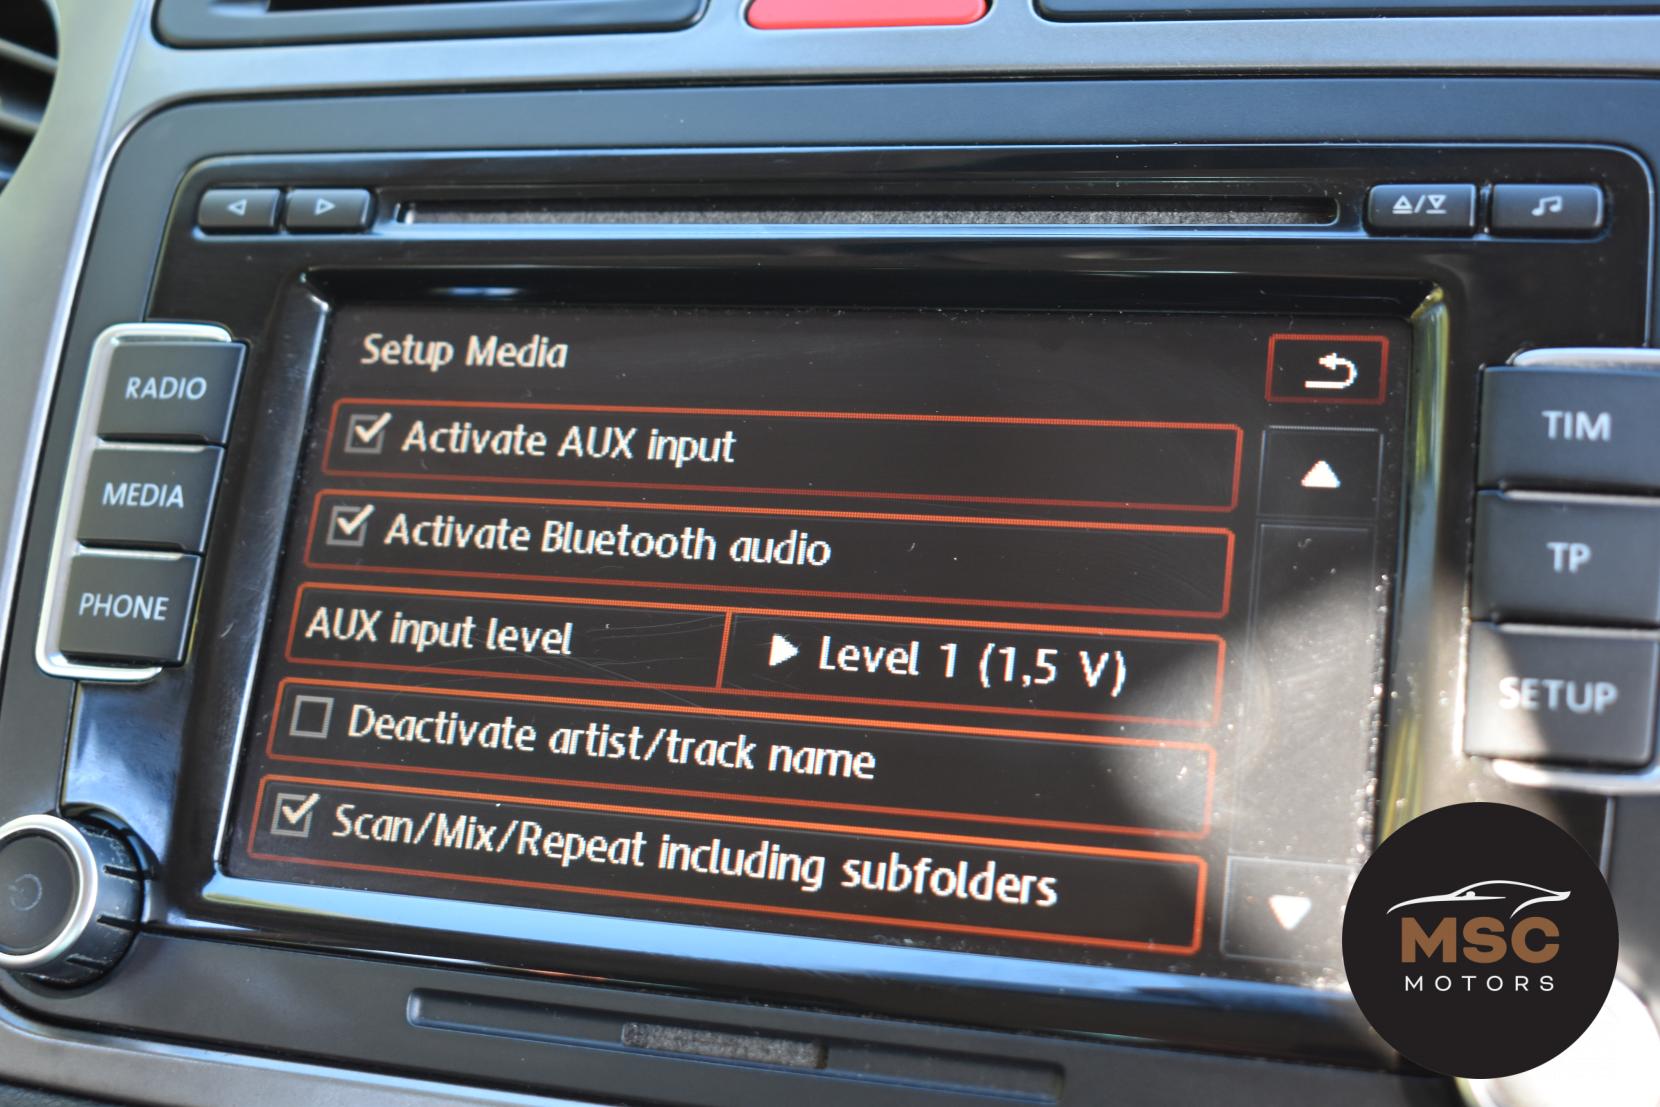 Setup Media
Activate AUX input
Activate Bluetooth audio
AUX input level
Level 1 (1,5 V)
Deactivate artist/track name
Scan/Mix/Repeat including subfolders
RADIO
MEDIA
PHONE
TIM
TP
SETUP
MSC
MOTORS